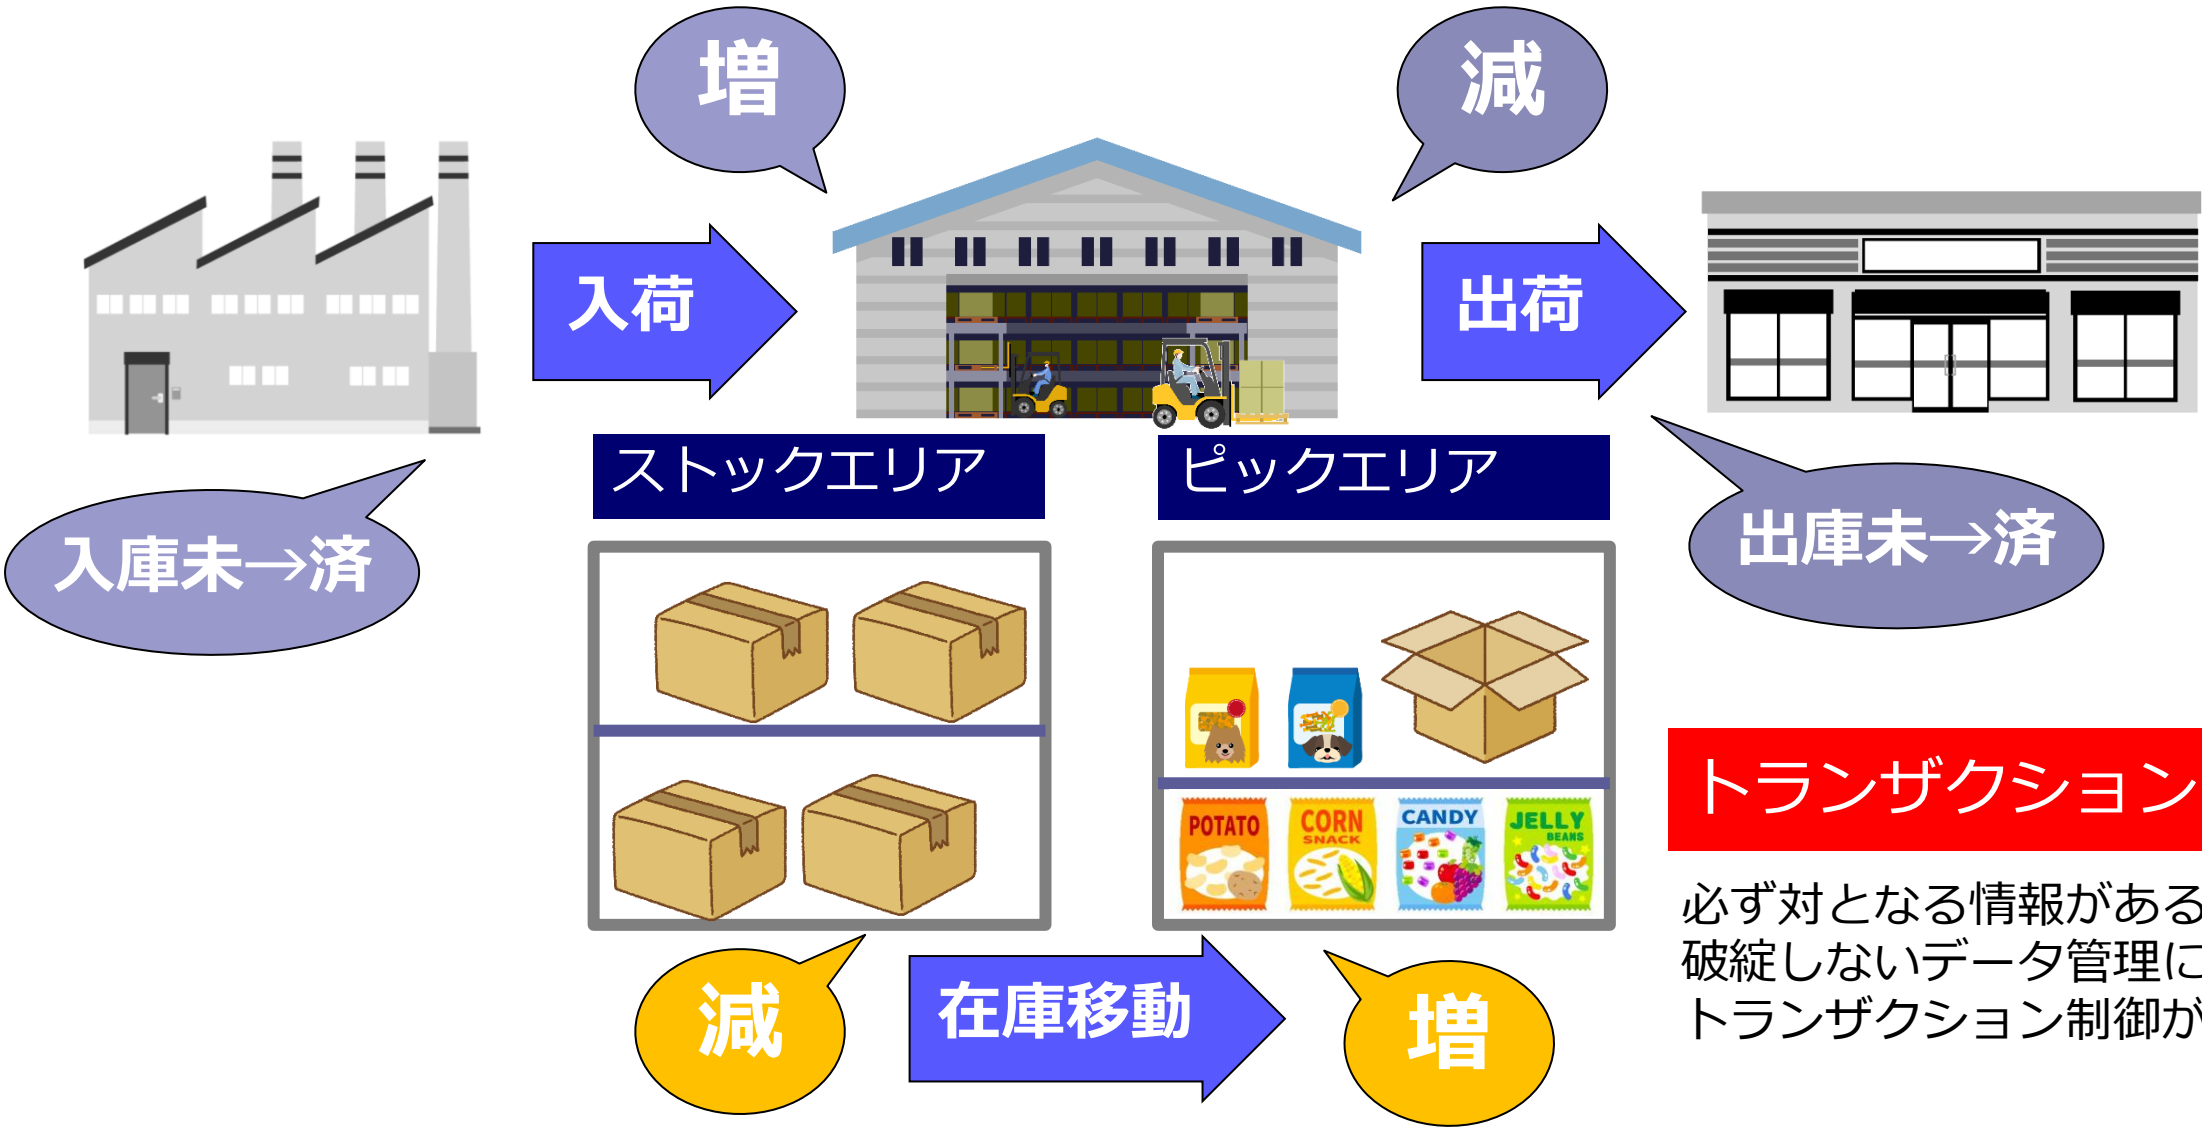 増
減
入荷
出荷
ストックエリア
ピックエリア
入庫未→済
出庫未→済
POTATO
CORN
SNACK
CANDY
JELLY
BEANS
トランザクション
必ず対となる情報がある
破綻しないデータ管理に
トランザクション制御が
減
在庫移動
増